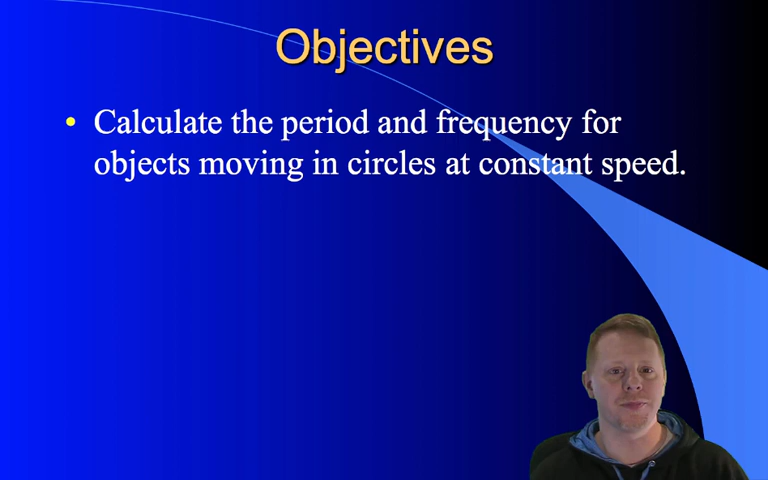 Objectives
• Calculate the period and frequency for
objects moving in circles at constant speed.